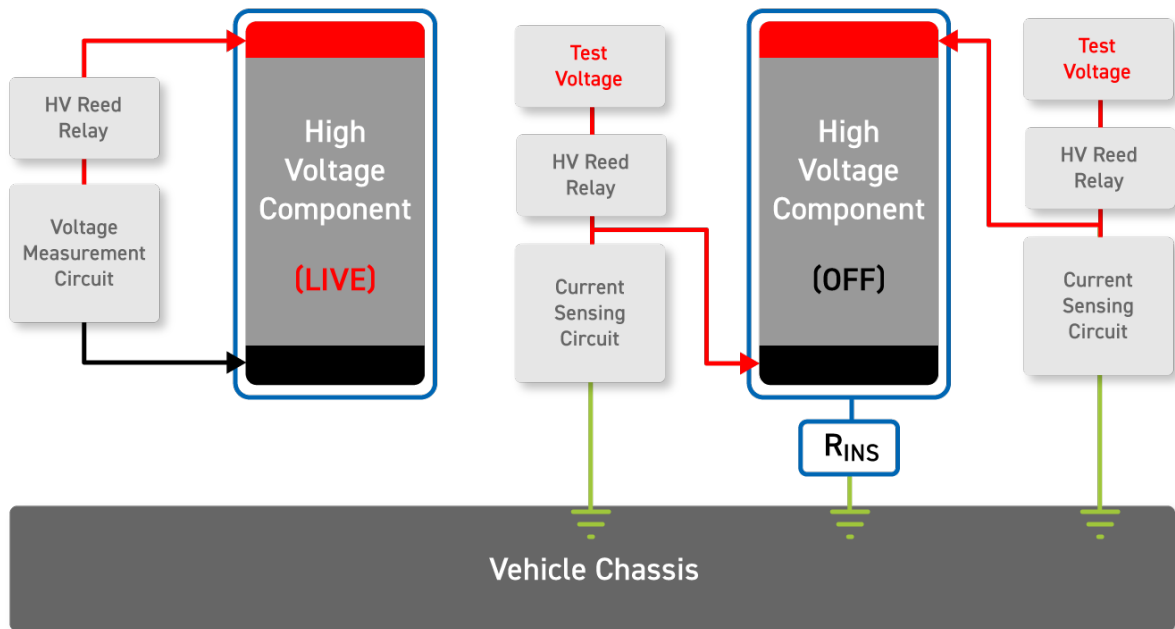 HV Reed
Relay
Voltage
Measurement
Circuit
High
Voltage
Component
(LIVE)
Test
Voltage
HV Reed
Relay
Current
Sensing
Circuit
High
Voltage
Component
(OFF)
RINS
Test
Voltage
HV Reed
Relay
Current
Sensing
Circuit
Vehicle Chassis